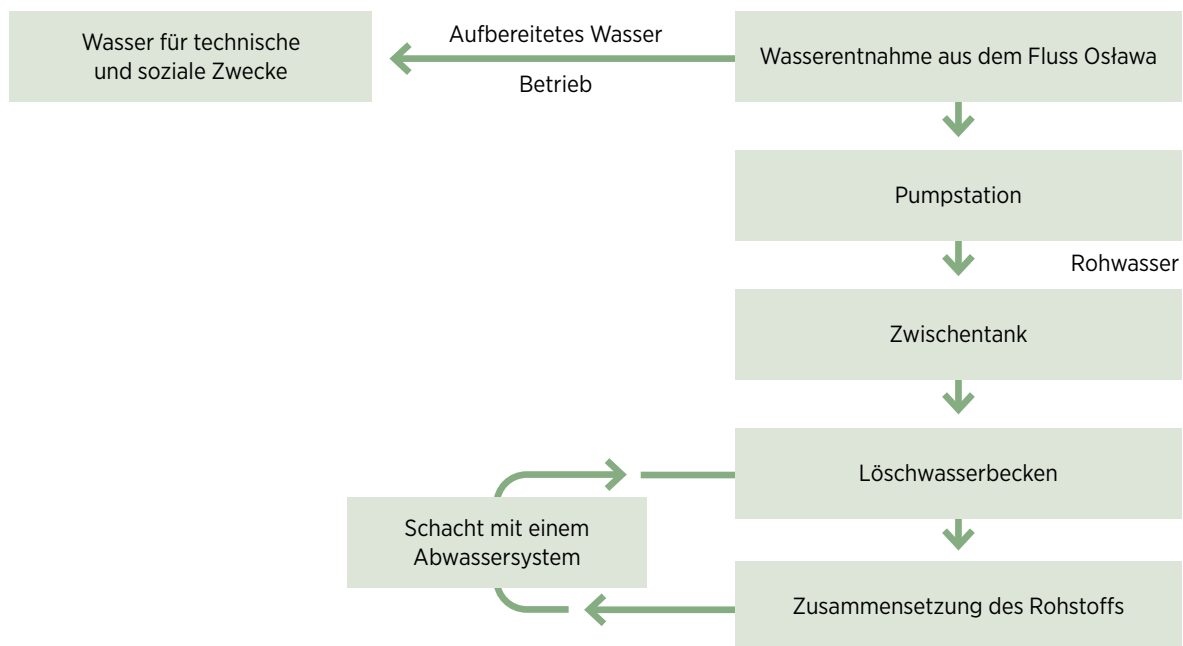 Wasser für technische
und soziale Zwecke
Aufbereitetes Wasser
Betrieb
Wasserentnahme aus dem Fluss Osława
Pumpstation
Rohwasser
Zwischentank
Löschwasserbecken
Schacht mit einem
Abwassersystem
Zusammensetzung des Rohstoffs